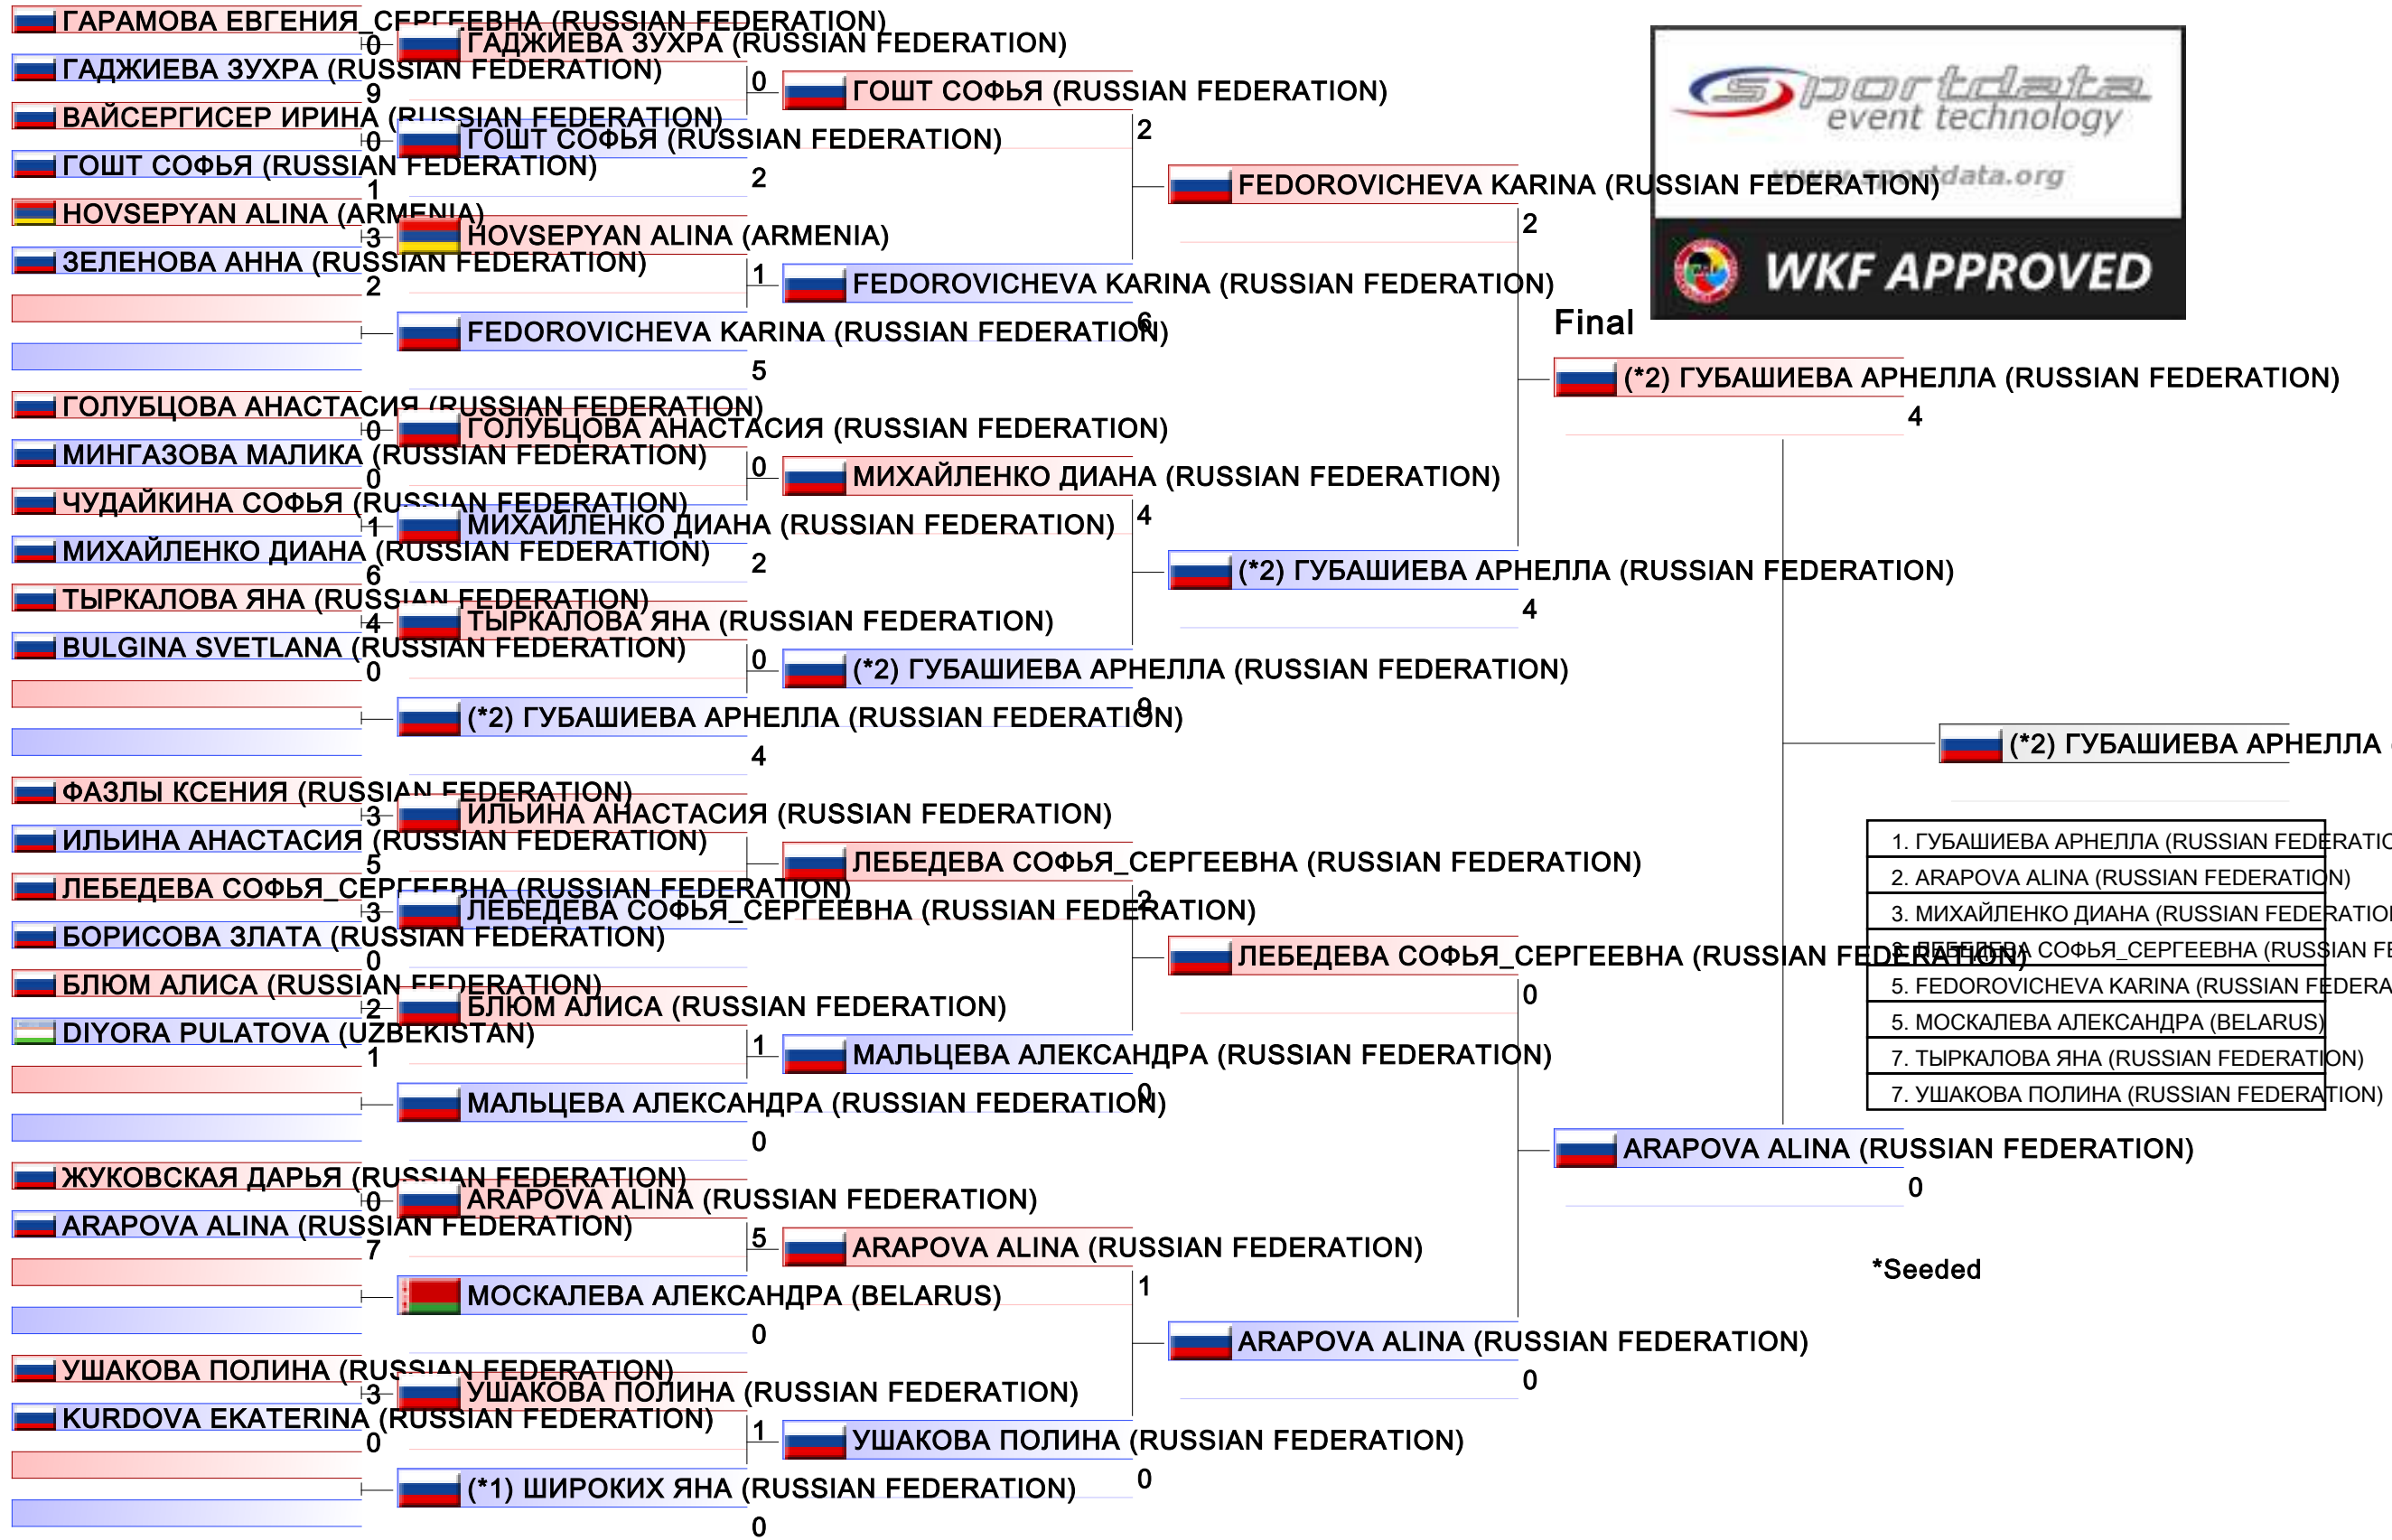 ГАРАМОВА ЕВГЕНИЯ_СЕРГЕЕВНА (RUSSIAN FEDERATION)
0
ГАДЖИЕВА ЗУХРА (RUSSIAN FEDERATION)
9
ВАЙСЕРГИСЕР ИРИНА (RUSSIAN FEDERATION)
0
ГОШТ СОФЬЯ (RUSSIAN FEDERATION)
1
HOVSEPYAN ALINA (ARMENIA)
3
ЗЕЛЕНОВА АННА (RUSSIAN FEDERATION)
2
ГОЛУБЦОВА АНАСТАСИЯ (RUSSIAN FEDERATION)
0
МИНГАЗОВА МАЛИКА (RUSSIAN FEDERATION)
0
ЧУДАЙКИНА СОФЬЯ (RUSSIAN FEDERATION)
1
МИХАЙЛЕНКО ДИАНА (RUSSIAN FEDERATION)
6
ТЫРКАЛОВА ЯНА (RUSSIAN FEDERATION)
4
BULGINA SVETLANA (RUSSIAN FEDERATION)
0
ФАЗЛЫ КСЕНИЯ (RUSSIAN FEDERATION)
3
ИЛЬИНА АНАСТАСИЯ (RUSSIAN FEDERATION)
5
ЛЕБЕДЕВА СОФЬЯ_СЕРГЕЕВНА (RUSSIAN FEDERATION)
3
БОРИСОВА ЗЛАТА (RUSSIAN FEDERATION)
0
БЛЮМ АЛИСА (RUSSIAN FEDERATION)
2
DIYORA PULATOVA (UZBEKISTAN)
1
ЖУКОВСКАЯ ДАРЬЯ (RUSSIAN FEDERATION)
0
ARAPOVA ALINA (RUSSIAN FEDERATION)
7
УШАКОВА ПОЛИНА (RUSSIAN FEDERATION)
3
KURDOVA EKATERINA (RUSSIAN FEDERATION)
0
ГАДЖИЕВА ЗУХРА (RUSSIAN FEDERATION)
0
ГОШТ СОФЬЯ (RUSSIAN FEDERATION)
2
HOVSEPYAN ALINA (ARMENIA)
1
FEDOROVICHEVA KARINA (RUSSIAN FEDERATION)
5
ГОЛУБЦОВА АНАСТАСИЯ (RUSSIAN FEDERATION)
0
МИХАЙЛЕНКО ДИАНА (RUSSIAN FEDERATION)
2
ТЫРКАЛОВА ЯНА (RUSSIAN FEDERATION)
0
(*2) ГУБАШИЕВА АРНЕЛЛА (RUSSIAN FEDERATION)
4
ИЛЬИНА АНАСТАСИЯ (RUSSIAN FEDERATION)
ЛЕБЕДЕВА СОФЬЯ_СЕРГЕЕВНА (RUSSIAN FEDERATION)
БЛЮМ АЛИСА (RUSSIAN FEDERATION)
1
МАЛЬЦЕВА АЛЕКСАНДРА (RUSSIAN FEDERATION)
0
ARAPOVA ALINA (RUSSIAN FEDERATION)
5
МОСКАЛЕВА АЛЕКСАНДРА (BELARUS)
0
УШАКОВА ПОЛИНА (RUSSIAN FEDERATION)
1
(*1) ШИРОКИХ ЯНА (RUSSIAN FEDERATION)
0
ГОШТ СОФЬЯ (RUSSIAN FEDERATION)
2
FEDOROVICHEVA KARINA (RUSSIAN FEDERATION)
6
МИХАЙЛЕНКО ДИАНА (RUSSIAN FEDERATION)
4
(*2) ГУБАШИЕВА АРНЕЛЛА (RUSSIAN FEDERATION)
ЛЕБЕДЕВА СОФЬЯ_СЕРГЕЕВНА (RUSSIAN FEDERATION)
2
МАЛЬЦЕВА АЛЕКСАНДРА (RUSSIAN FEDERATION)
0
ARAPOVA ALINA (RUSSIAN FEDERATION)
1
УШАКОВА ПОЛИНА (RUSSIAN FEDERATION)
0
FEDOROVICHEVA KARINA (RUSSIAN FEDERATION)
2
(*2) ГУБАШИЕВА АРНЕЛЛА (RUSSIAN FEDERATION)
4
ЛЕБЕДЕВА СОФЬЯ_СЕРГЕЕВНА (RUSSIAN FEDERATION)
0
ARAPOVA ALINA (RUSSIAN FEDERATION)
0
sportdata
event technology
www.sportdata.org
WKF APPROVED
Final
(*2) ГУБАШИЕВА АРНЕЛЛА (RUSSIAN FEDERATION)
4
ARAPOVA ALINA (RUSSIAN FEDERATION)
0
(*2) ГУБАШИЕВА АРНЕЛЛА
1. ГУБАШИЕВА АРНЕЛЛА (RUSSIAN FEDERATIO
2. ARAPOVA ALINA (RUSSIAN FEDERATION)
3. МИХАЙЛЕНКО ДИАНА (RUSSIAN FEDERATIO
3. ЛЕБЕДЕВА СОФЬЯ_СЕРГЕЕВНА (RUSSIAN FE
5. FEDOROVICHEVA KARINA (RUSSIAN FEDERA
5. МОСКАЛЕВА АЛЕКСАНДРА (BELARUS)
7. ТЫРКАЛОВА ЯНА (RUSSIAN FEDERATION)
7. УШАКОВА ПОЛИНА (RUSSIAN FEDERATION)
*Seeded